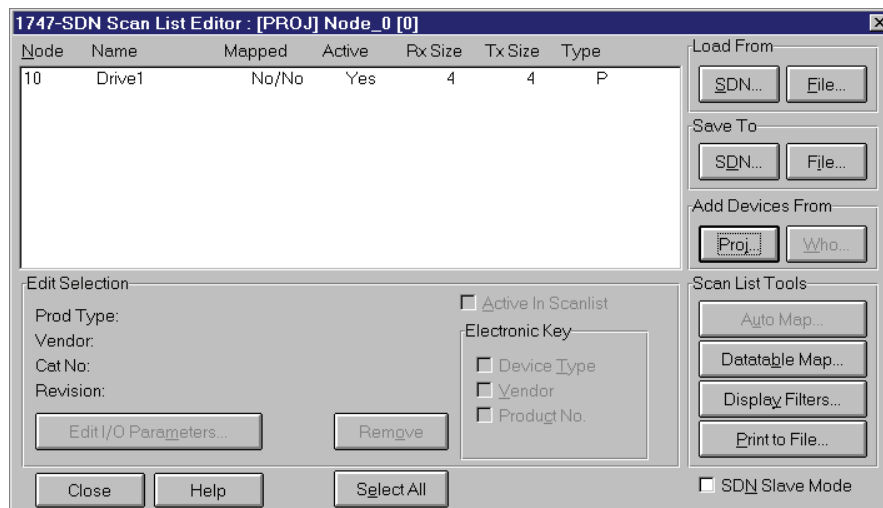 1747-SDN Scan List Editor : [PROJ] Node_0 [0]
Node Name Mapped Active Rx Size Tx Size Type
10 Drive1 No/No Yes 4 4 P
Load From
SDN... File...
Save To
SDN... File...
Add Devices From
Proj... Who...
Edit Selection
Prod Type:
Vendor:
Cat No:
Revision:
Edit I/O Parameters... Remove
Active In Scanlist
Electronic Key
Device Type
Vendor
Product No.
Scan List Tools
Auto Map...
Datatable Map...
Display Filters...
Print to File...
Close Help Select All
SDN Slave Mode